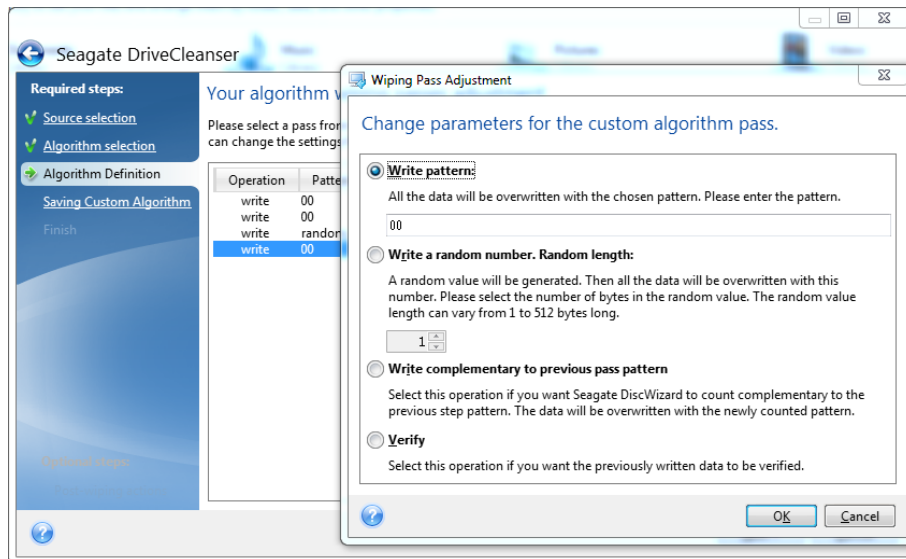 Seagate DriveCleanser
Required steps:
Source selection
Algorithm selection
Algorithm Definition
Saving Custom Algorithm
Finish
Your algorithm
Please select a pass from
can change the settings
Operation
write 00
write 00
write random
write 00
Wiping Pass Adjustment
Change parameters for the custom algorithm pass.
Write pattern:
All the data will be overwritten with the chosen pattern. Please enter the pattern.
00
Write a random number. Random length:
A random value will be generated. Then all the data will be overwritten with this
number. Please select the number of bytes in the random value. The random value
length can vary from 1 to 512 bytes long.
1
Write complementary to previous pass pattern
Select this operation if you want Seagate DiscWizard to count complementary to the
previous step pattern. The data will be overwritten with the newly counted pattern.
Verify
Select this operation if you want the previously written data to be verified.
OK
Cancel